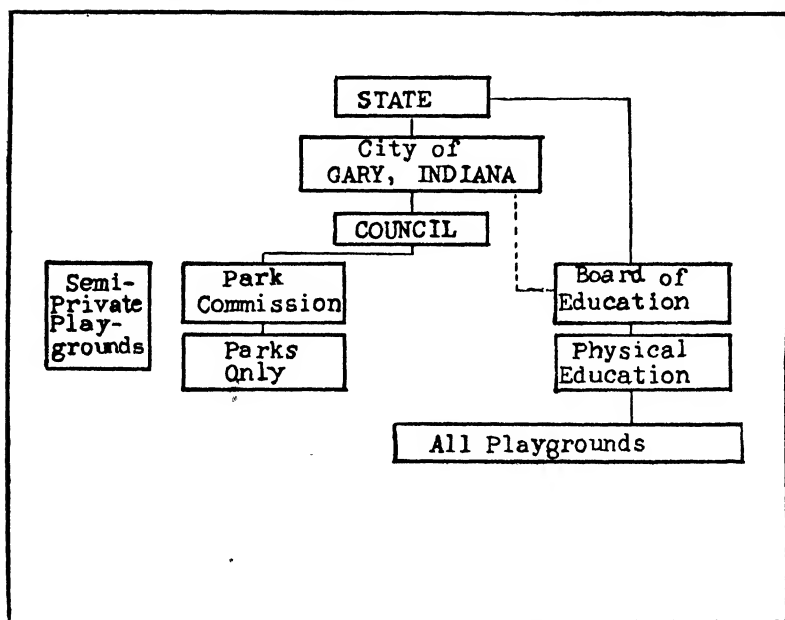 STATE
City of
GARY, INDIANA
COUNCIL
Semi-
Private
Play-
grounds
Park
Commission
Parks
Only
Board of
Education
Physical
Education
All Playgrounds